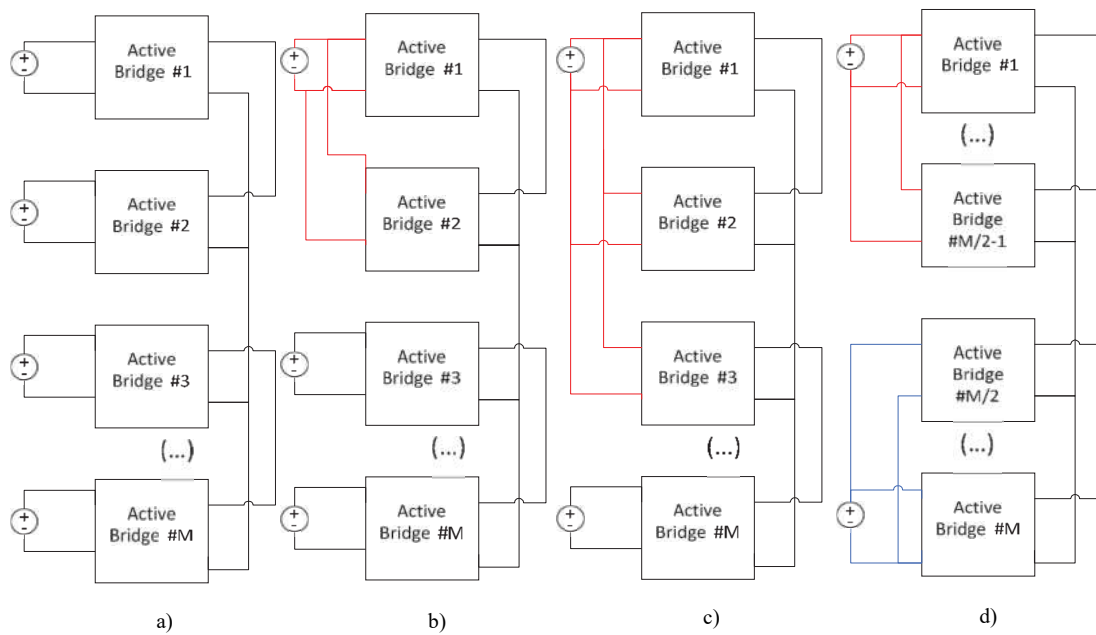 Active
Bridge #1
Active
Bridge #2
Active
Bridge #3
(...)
Active
Bridge #M
a)
Active
Bridge #1
Active
Bridge #2
Active
Bridge #3
(...)
Active
Bridge #M
b)
Active
Bridge #1
Active
Bridge #2
Active
Bridge #3
(...)
Active
Bridge #M
c)
Active
Bridge #1
(...)
Active
Bridge
#M/2-1
Active
Bridge
#M/2
(...)
Active
Bridge #M
d)